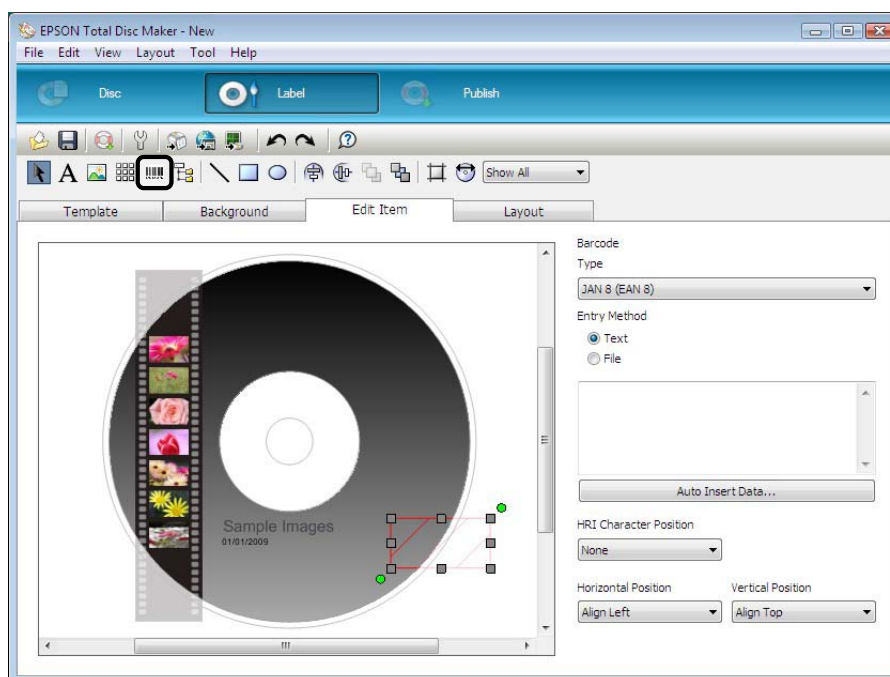 EPSON Total Disc Maker - New
File Edit View Layout Tool Help
Disc Label Publish
A Show All
Template Background Edit Item Layout
Barcode
Type
JAN 8 (EAN 8)
Entry Method
Text
File
Auto Insert Data...
Sample Images
01/01/2009
HRI Character Position
None
Horizontal Position Vertical Position
Align Left Align Top